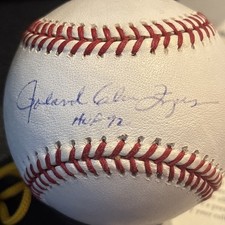 Roland Glen Fingers
HOF 92